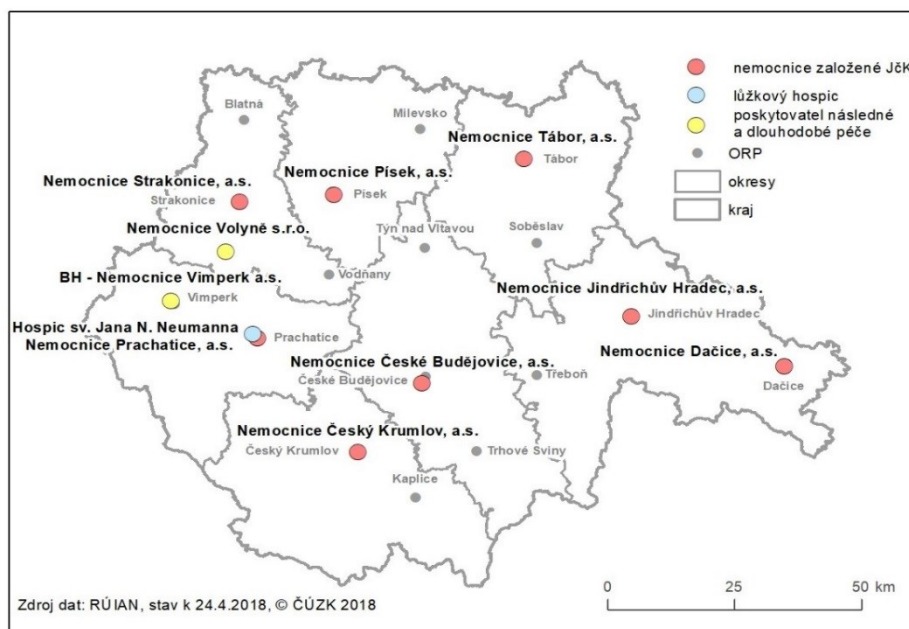 nemocnice založené JčK
lůžkový hospic
poskytovatel následné
a dlouhodobé péče
ORP
okresy
kraj
Blatná
Milevsko
Nemocnice Tábor, a.s.
Tábor
Nemocnice Strakonice, a.s.
Strakonice
Nemocnice Písek, a.s.
Písek
Nemocnice Volyně s.r.o.
Týn nad Vltavou
Soběslav
Vodňany
BH - Nemocnice Vimperk a.s.
Vimperk
Nemocnice Jindřichův Hradec, a.s.
Jindřichův Hradec
Hospic sv. Jana N. Neumanna
Prachatice
Nemocnice Prachatice, a.s.
Nemocnice Dačice, a.s.
Dačice
Nemocnice České Budějovice, a.s.
České Budějovice
Třeboň
Nemocnice Český Krumlov, a.s.
Český Krumlov
Trhové Sviny
Kaplice
Zdroj dat: RÚIAN, stav k 24.4.2018, © ČÚZK 2018
0 25 50 km